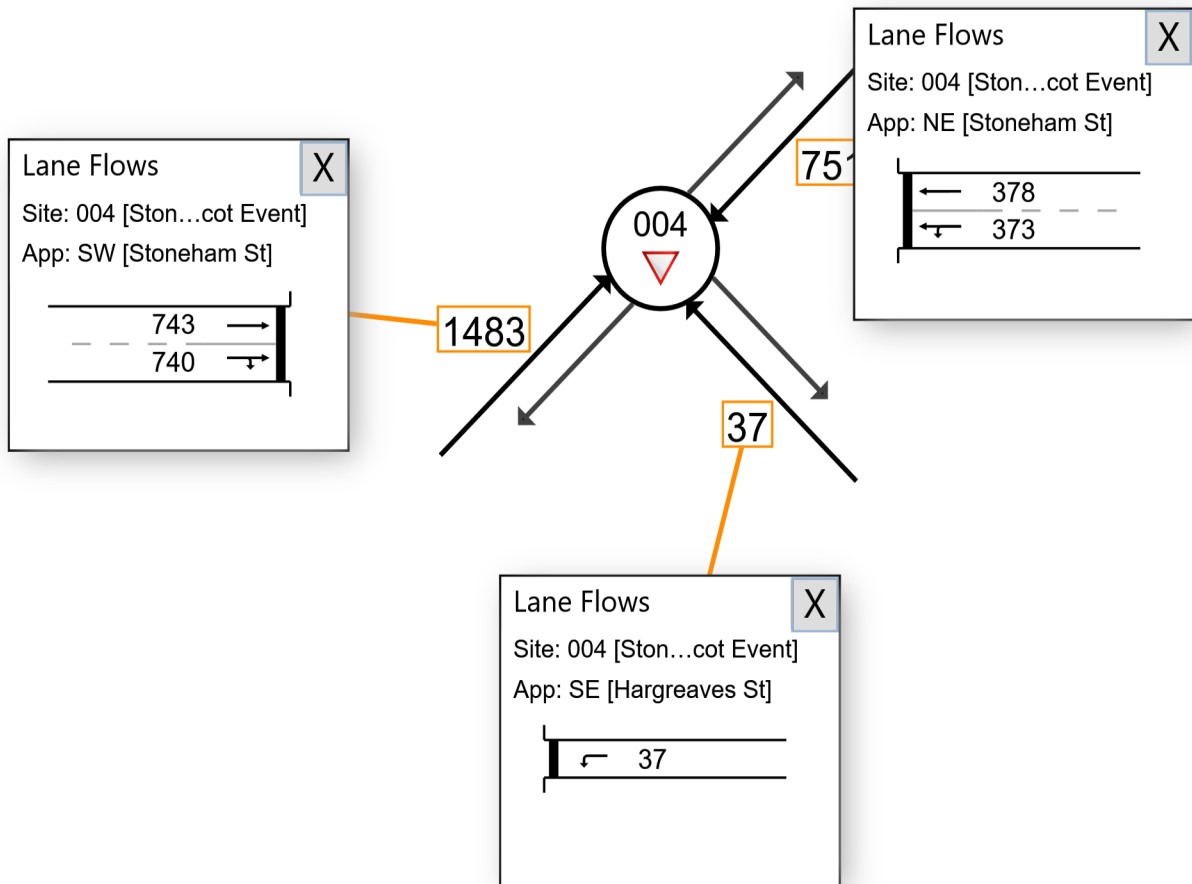 Lane Flows
X
Site: 004 [Ston…cot Event]
App: NE [Stoneham St]
378
373
Lane Flows
X
Site: 004 [Ston…cot Event]
App: SW [Stoneham St]
743
740
004
751
1483
37
Lane Flows
X
Site: 004 [Ston…cot Event]
App: SE [Hargreaves St]
37